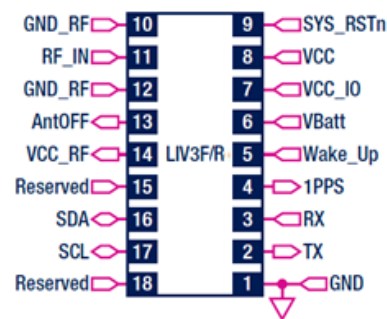 GND_RF 10 9 SYS_RSTn
RF_IN 11 8 VCC
GND_RF 12 7 VCC_IO
AntOFF 13 6 VBatt
VCC_RF 14 LIV3F/R 5 Wake_Up
Reserved 15 4 1PPS
SDA 16 3 RX
SCL 17 2 TX
Reserved 18 1 GND